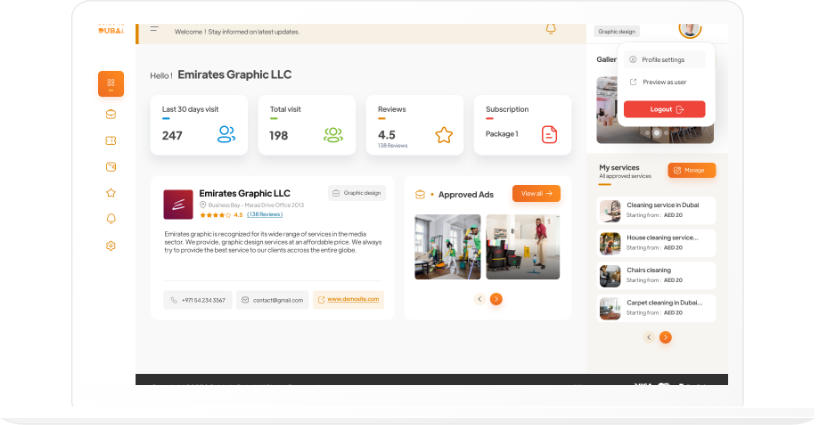 DUBAI
Welcome ! Stay informed on latest updates.
Graphic design
Hello ! Emirates Graphic LLC
Last 30 days visit
247
Total visit
198
Reviews
4.5
138 Reviews
Subscription
Package 1
Galler
Profile settings
Preview as user
Logout
Emirates Graphic LLC
Graphic design
Business Bay - Marasi Drive Office 2013
4.5 (138 Reviews)
Emirates graphic is recognized for its wide range of services in the media
sector. We provide, graphic design services at an affordable price. We always
try to provide the best service to our clients accross the entire globe.
+971 54 234 3567
contact@gmail.com
www.demosite.com
Approved Ads
View all
My services
All approved services
Manage
Cleaning service in Dubai
Starting from : AED 20
House cleaning service...
Starting from : AED 20
Chairs cleaning
Starting from : AED 20
Carpet cleaning in Dubai...
Starting from : AED 20